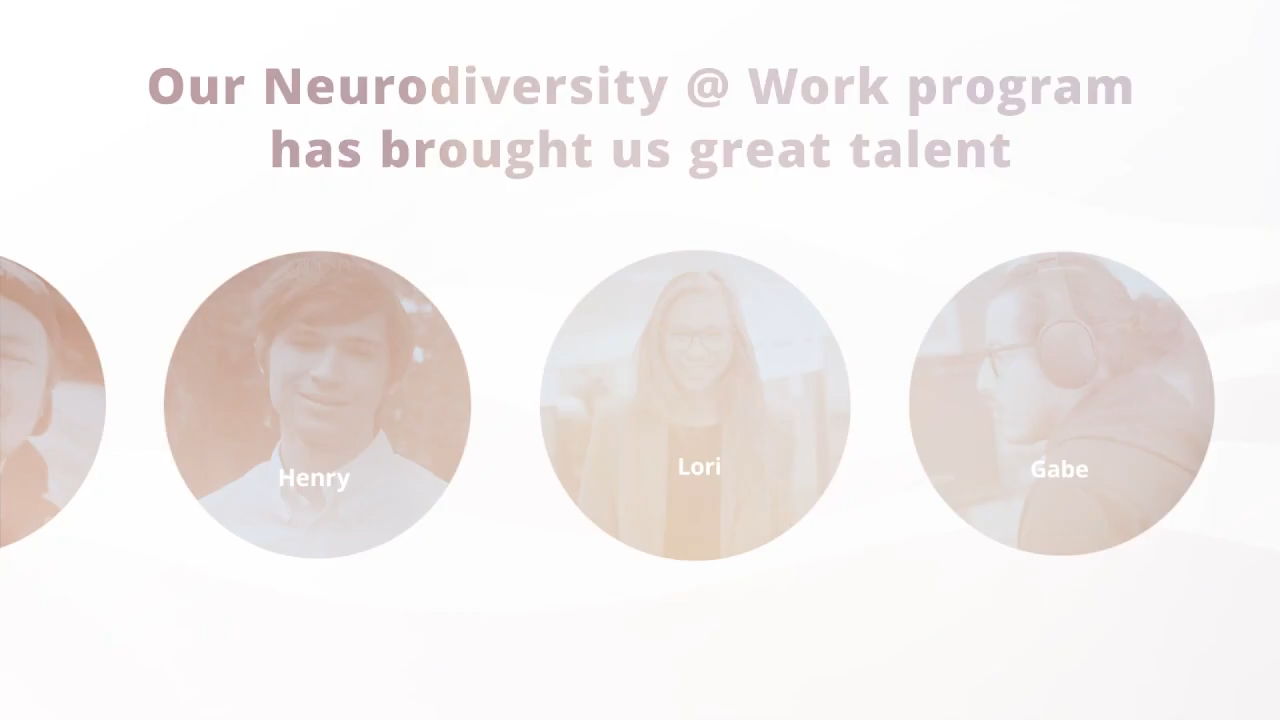 Our Neurodiversity @ Work program
has brought us great talent
Henry
Lori
Gabe